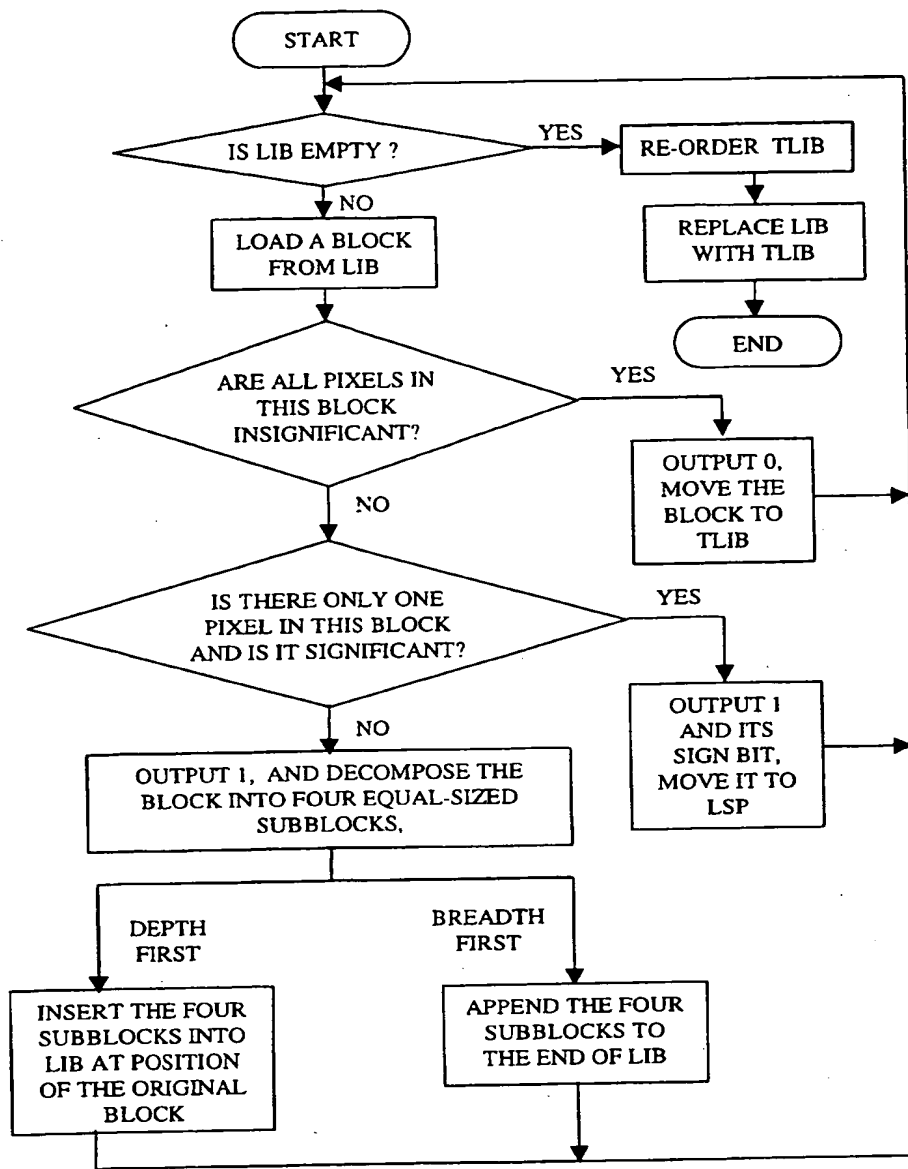 START
IS LIB EMPTY ?
YES
RE-ORDER TLIB
NO
LOAD A BLOCK
FROM LIB
REPLACE LIB
WITH TLIB
END
ARE ALL PIXELS IN
THIS BLOCK
INSIGNIFICANT?
YES
OUTPUT 0,
MOVE THE
BLOCK TO
TLIB
NO
IS THERE ONLY ONE
PIXEL IN THIS BLOCK
AND IS IT SIGNIFICANT?
YES
OUTPUT 1
AND ITS
SIGN BIT,
MOVE IT TO
LSP
NO
OUTPUT 1, AND DECOMPOSE THE
BLOCK INTO FOUR EQUAL-SIZED
SUBBLOCKS,
DEPTH
FIRST
BREADTH
FIRST
INSERT THE FOUR
SUBBLOCKS INTO
LIB AT POSITION
OF THE ORIGINAL
BLOCK
APPEND THE FOUR
SUBBLOCKS TO
THE END OF LIB